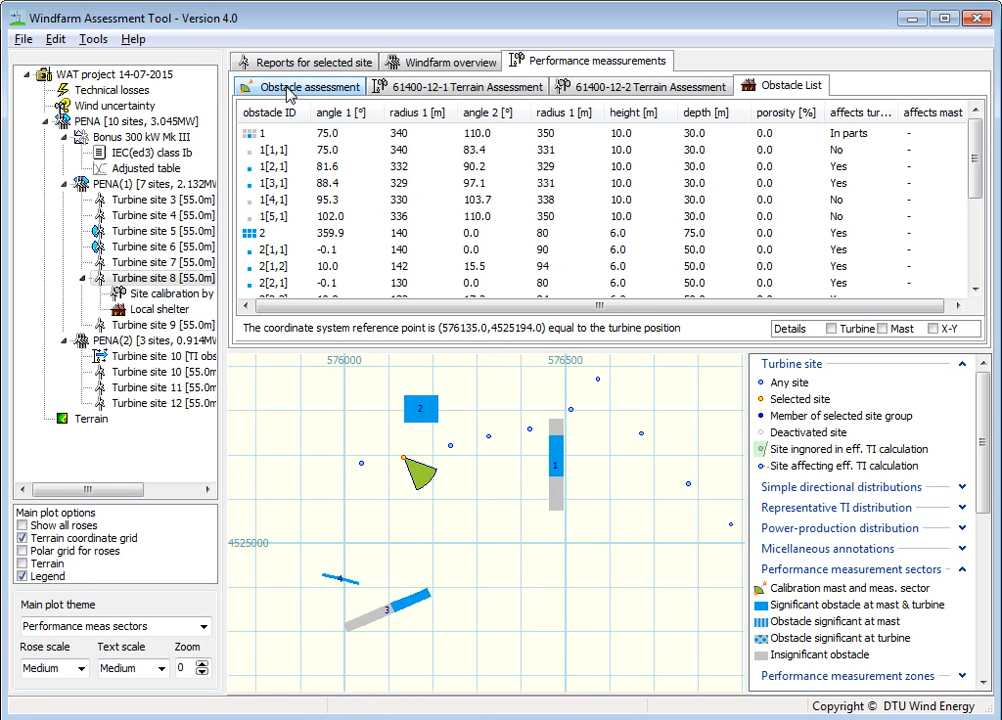 Windfarm Assessment Tool - Version 4.0
File Edit Tools Help
WAT project 14-07-2015
Technical losses
Wind uncertainty
PENA [10 sites, 3.045MW]
Bonus 300 kW Mk III
IEC(ed3) class Ib
Adjusted table
PENA(1) [7 sites, 2.132MW
Turbine site 3 [55.0m]
Turbine site 4 [55.0m]
Turbine site 5 [55.0m]
Turbine site 6 [55.0m]
Turbine site 7 [55.0m]
Turbine site 8 [55.0m]
Site calibration by
Local shelter
Turbine site 9 [55.0m]
PENA(2) [3 sites, 0.914MW
Turbine site 10 [TI obs
Turbine site 10 [55.0m
Turbine site 11 [55.0m
Turbine site 12 [55.0m
Terrain
Main plot options
Show all roses
Terrain coordinate grid
Polar grid for roses
Terrain
Legend
Main plot theme
Performance meas sectors
Rose scale Text scale Zoom
Medium Medium 0
Reports for selected site Windfarm overview Performance measurements
Obstacle assessment 61400-12-1 Terrain Assessment 61400-12-2 Terrain Assessment Obstacle List
obstacle ID angle 1 [°] radius 1 [m] angle 2 [°] radius 1 [m] height [m] depth [m] porosity [%] affects tur... affects mast
1 75.0 340 110.0 350 10.0 30.0 0.0 In parts -
1[1,1] 75.0 340 83.4 331 10.0 30.0 0.0 No -
1[2,1] 81.6 332 90.2 329 10.0 30.0 0.0 Yes -
1[3,1] 88.4 329 97.1 331 10.0 30.0 0.0 Yes -
1[4,1] 95.3 330 103.7 338 10.0 30.0 0.0 No -
1[5,1] 102.0 336 110.0 350 10.0 30.0 0.0 No -
2 359.9 140 0.0 80 6.0 75.0 0.0 Yes -
2[1,1] -0.1 140 0.0 90 6.0 50.0 0.0 Yes -
2[1,2] 10.0 142 15.5 94 6.0 50.0 0.0 Yes -
2[2,1] -0.1 130 0.0 80 6.0 50.0 0.0 Yes -
The coordinate system reference point is (576135.0,4525194.0) equal to the turbine position
Details Turbine Mast X-Y
576000 576500
2
1
4525000
4
3
Turbine site
Any site
Selected site
Member of selected site group
Deactivated site
Site ingnored in eff. TI calculation
Site affecting eff. TI calculation
Simple directional distributions
Representative TI distribution
Power-production distribution
Micellaneous annotations
Performance measurement sectors
Calibration mast and meas. sector
Significant obstacle at mast & turbine
Obstacle significant at mast
Obstacle significant at turbine
Insignificant obstacle
Performance measurement zones
Copyright © DTU Wind Energy